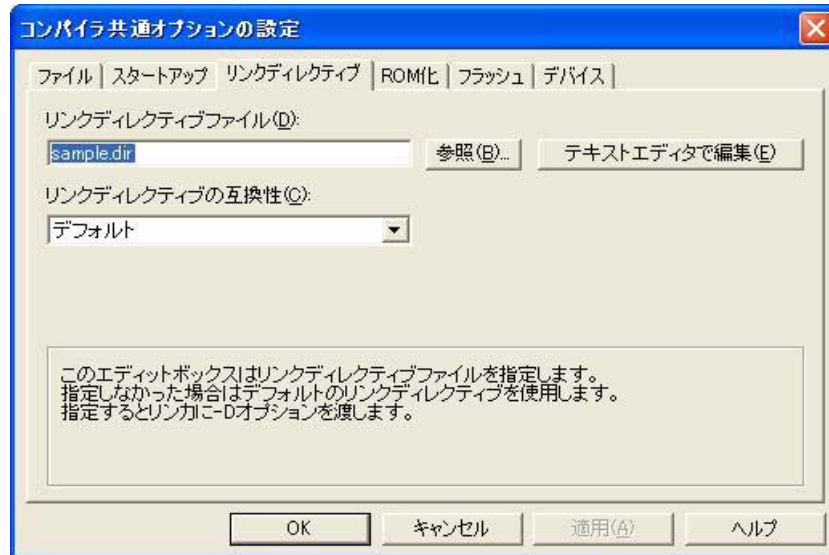 コンパイラ共通オプションの設定
ファイル スタートアップ リンクディレクティブ ROM化 フラッシュ デバイス
リンクディレクティブファイル(D):
sample.dir 参照(B)... テキストエディタで編集(E)
リンクディレクティブの互換性(C):
デフォルト
このエディットボックスはリンクディレクティブファイルを指定します。
指定しなかった場合はデフォルトのリンクディレクティブを使用します。
指定するとリンカに-Dオプションを渡します。
OK キャンセル 適用(A) ヘルプ